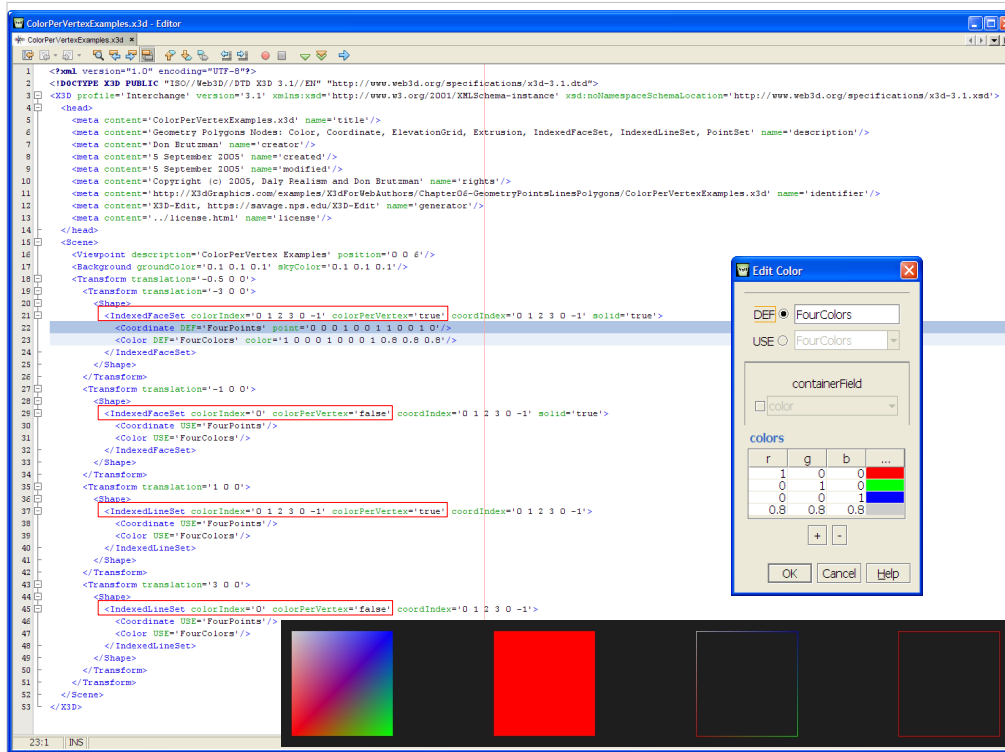 ColorPerVertexExamples.x3d - Editor
ColorPerVertexExamples.x3d
1 <?xml version="1.0" encoding="UTF-8"?>
2 <!DOCTYPE X3D PUBLIC "ISO//Web3D//DTD X3D 3.1//EN" "http://www.web3d.org/specifications/x3d-3.1.dtd">
3 <X3D profile='Interchange' version='3.1' xmlns:xsd='http://www.w3.org/2001/XMLSchema-instance' xsd:noNamespaceSchemaLocation='http://www.web3d.org/specifications/x3d-3.1.xsd'>
4 <head>
5 <meta content='ColorPerVertexExamples.x3d' name='title'/>
6 <meta content='Geometry Polygons Nodes: Color, Coordinate, ElevationGrid, Extrusion, IndexedFaceSet, IndexedLineSet, PointSet' name='description'/>
7 <meta content='Don Brutzman' name='creator'/>
8 <meta content='5 September 2005' name='created'/>
9 <meta content='5 September 2005' name='modified'/>
10 <meta content='Copyright (c) 2005, Daly Realism and Don Brutzman' name='rights'/>
11 <meta content='http://X3dGraphics.com/examples/X3dForWebAuthors/Chapter06-GeometryPointsLinesPolygons/ColorPerVertexExamples.x3d' name='identifier'/>
12 <meta content='X3D-Edit, https://savage.nps.edu/X3D-Edit' name='generator'/>
13 <meta content='../license.html' name='license'/>
14 </head>
15 <Scene>
16 <Viewpoint description='ColorPerVertex Examples' position='0 0 6'/>
17 <Background groundColor='0.1 0.1 0.1' skyColor='0.1 0.1 0.1'/>
18 <Transform translation='-0.5 0 0'>
19 <Transform translation='-3 0 0'>
20 <Shape>
21 <IndexedFaceSet colorIndex='0 1 2 3 0 -1' colorPerVertex='true' coordIndex='0 1 2 3 0 -1' solid='true'>
22 <Coordinate DEF='FourPoints' point='0 0 0 1 0 0 1 1 0 0 1 0'/>
23 <Color DEF='FourColors' color='1 0 0 0 1 0 0 0 1 0.8 0.8 0.8'/>
24 </IndexedFaceSet>
25 </Shape>
26 </Transform>
27 <Transform translation='-1 0 0'>
28 <Shape>
29 <IndexedFaceSet colorIndex='0' colorPerVertex='false' coordIndex='0 1 2 3 0 -1' solid='true'>
30 <Coordinate USE='FourPoints'/>
31 <Color USE='FourColors'/>
32 </IndexedFaceSet>
33 </Shape>
34 </Transform>
35 <Transform translation='1 0 0'>
36 <Shape>
37 <IndexedLineSet colorIndex='0 1 2 3 0 -1' colorPerVertex='true' coordIndex='0 1 2 3 0 -1'>
38 <Coordinate USE='FourPoints'/>
39 <Color USE='FourColors'/>
40 </IndexedLineSet>
41 </Shape>
42 </Transform>
43 <Transform translation='3 0 0'>
44 <Shape>
45 <IndexedLineSet colorIndex='0' colorPerVertex='false' coordIndex='0 1 2 3 0 -1'>
46 <Coordinate USE='FourPoints'/>
47 <Color USE='FourColors'/>
48 </IndexedLineSet>
49 </Shape>
50 </Transform>
51 </Transform>
52 </Scene>
53 </X3D>
23:1 INS
Edit Color
DEF FourColors
USE FourColors
containerField
color
colors
r g b ...
1 0 0
0 1 0
0 0 1
0.8 0.8 0.8
+ -
OK Cancel Help